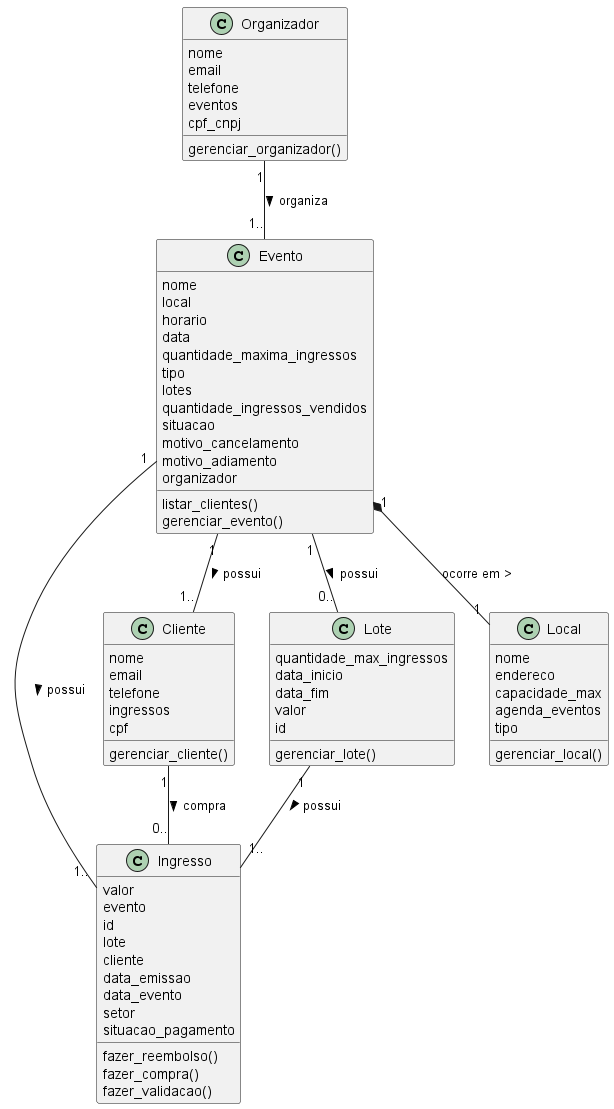 C Organizador
nome
email
telefone
eventos
cpf_cnpj
gerenciar_organizador()
1
organiza
1..
C Evento
nome
local
horario
data
quantidade_maxima_ingressos
tipo
lotes
quantidade_ingressos_vendidos
situacao
motivo_cancelamento
motivo_adiamento
organizador
listar_clientes()
gerenciar_evento()
1
1
1
1
possui
possui
ocorre em >
1..
0..
1
C Cliente
nome
email
telefone
ingressos
cpf
gerenciar_cliente()
C Lote
quantidade_max_ingressos
data_inicio
data_fim
valor
id
gerenciar_lote()
C Local
nome
endereco
capacidade_max
agenda_eventos
tipo
gerenciar_local()
possui
1
compra
0..
1
possui
1..
1..
C Ingresso
valor
evento
id
lote
cliente
data_emissao
data_evento
setor
situacao_pagamento
fazer_reembolso()
fazer_compra()
fazer_validacao()